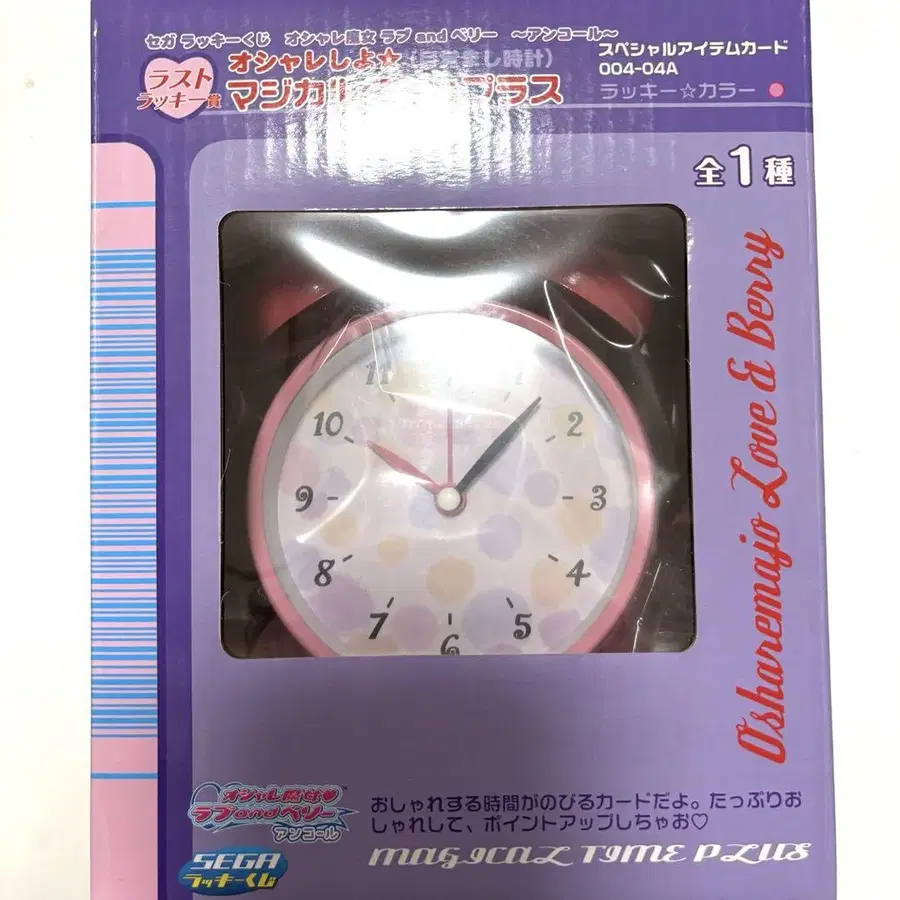 セガ ラッキーくじ オシャレ魔女 ラブ and ベリー ～アンコール～
ラスト
ラッキー賞
オシャレしよ☆
し時計)
マジカル
プラス
スペシャルアイテムカード
004-04A
ラッキー☆カラー
全1種
Osharemajo Love & Berry
11
1
10
2
9
3
8
4
7
5
6
オシャレ魔女♥
ラブandベリー
アンコール
SEGA
ラッキーくじ
おしゃれする時間がのびるカードだよ。たっぷりお
しゃれして、ポイントアップしちゃお♡
MAGICAL TIME PLUS